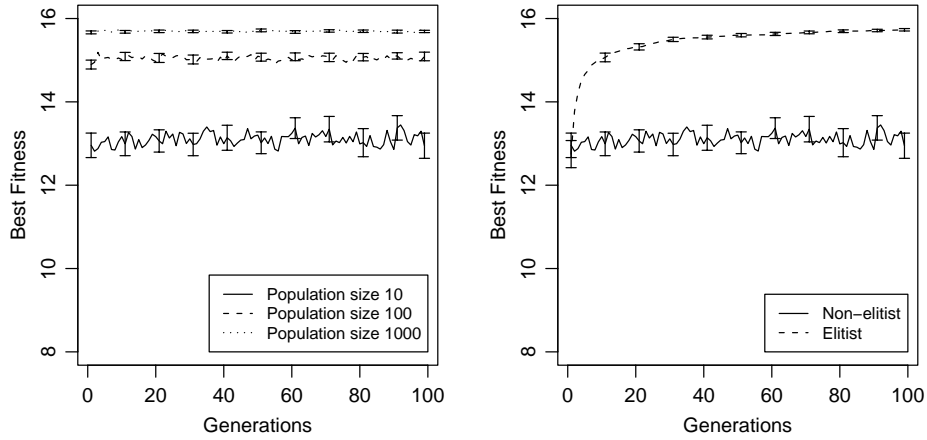 16
14
12
10
8
Best Fitness
0
20
40
60
80
100
Generations
Population size 10
Population size 100
Population size 1000
16
14
12
10
8
Best Fitness
0
20
40
60
80
100
Generations
Non−elitist
Elitist